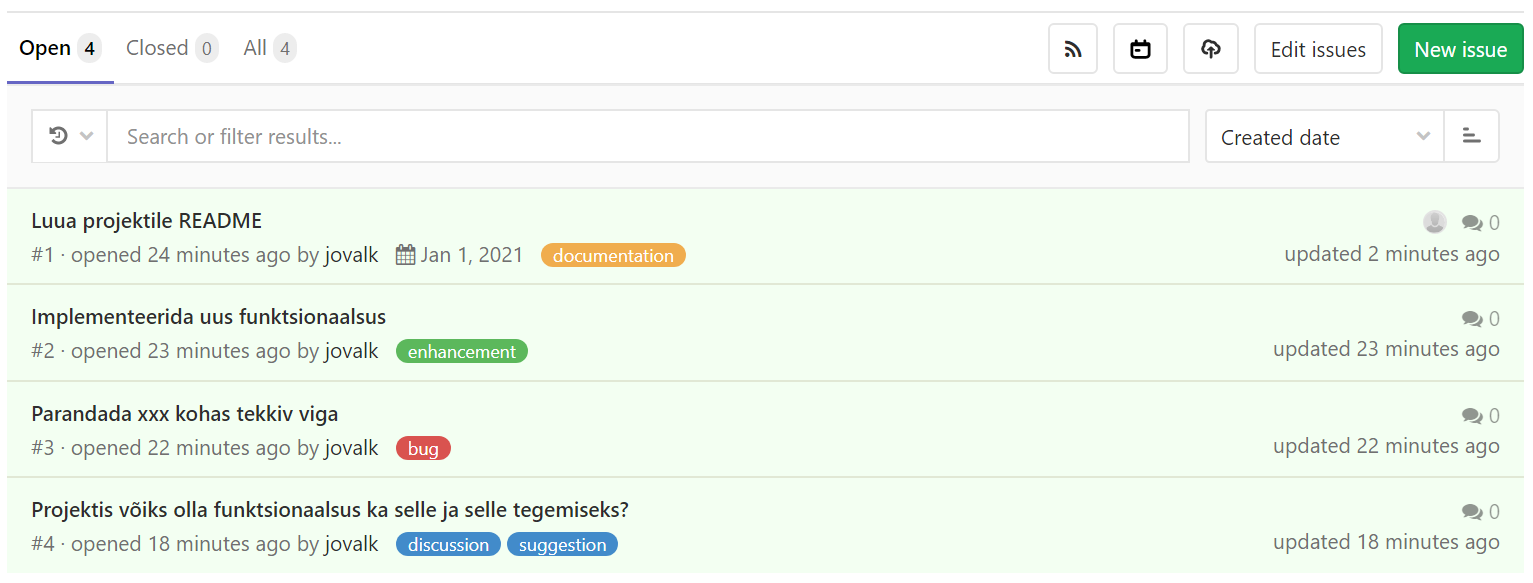 Open 4 Closed 0 All 4 Edit issues New issue
Search or filter results... Created date
Luua projektile README 0
#1 · opened 24 minutes ago by jovalk Jan 1, 2021 documentation updated 2 minutes ago
Implementeerida uus funktsionaalsus 0
#2 · opened 23 minutes ago by jovalk enhancement updated 23 minutes ago
Parandada xxx kohas tekkiv viga 0
#3 · opened 22 minutes ago by jovalk bug updated 22 minutes ago
Projektis võiks olla funktsionaalsus ka selle ja selle tegemiseks? 0
#4 · opened 18 minutes ago by jovalk discussion suggestion updated 18 minutes ago